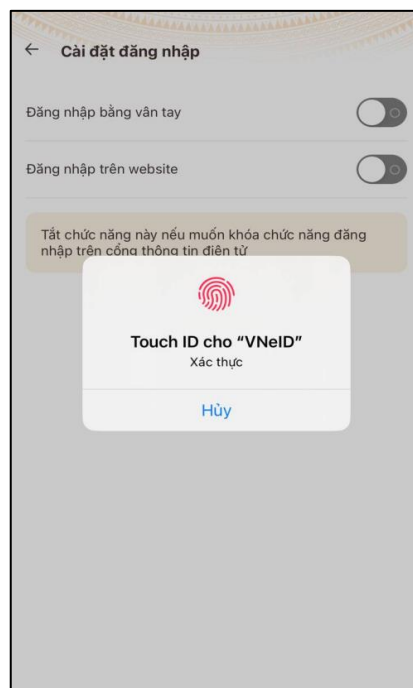 Cài đặt đăng nhập
Đăng nhập bằng vân tay
Đăng nhập trên website
Tắt chức năng này nếu muốn khóa chức năng đăng
nhập trên cổng thông tin điện tử
Touch ID cho “VNeID”
Xác thực
Hủy